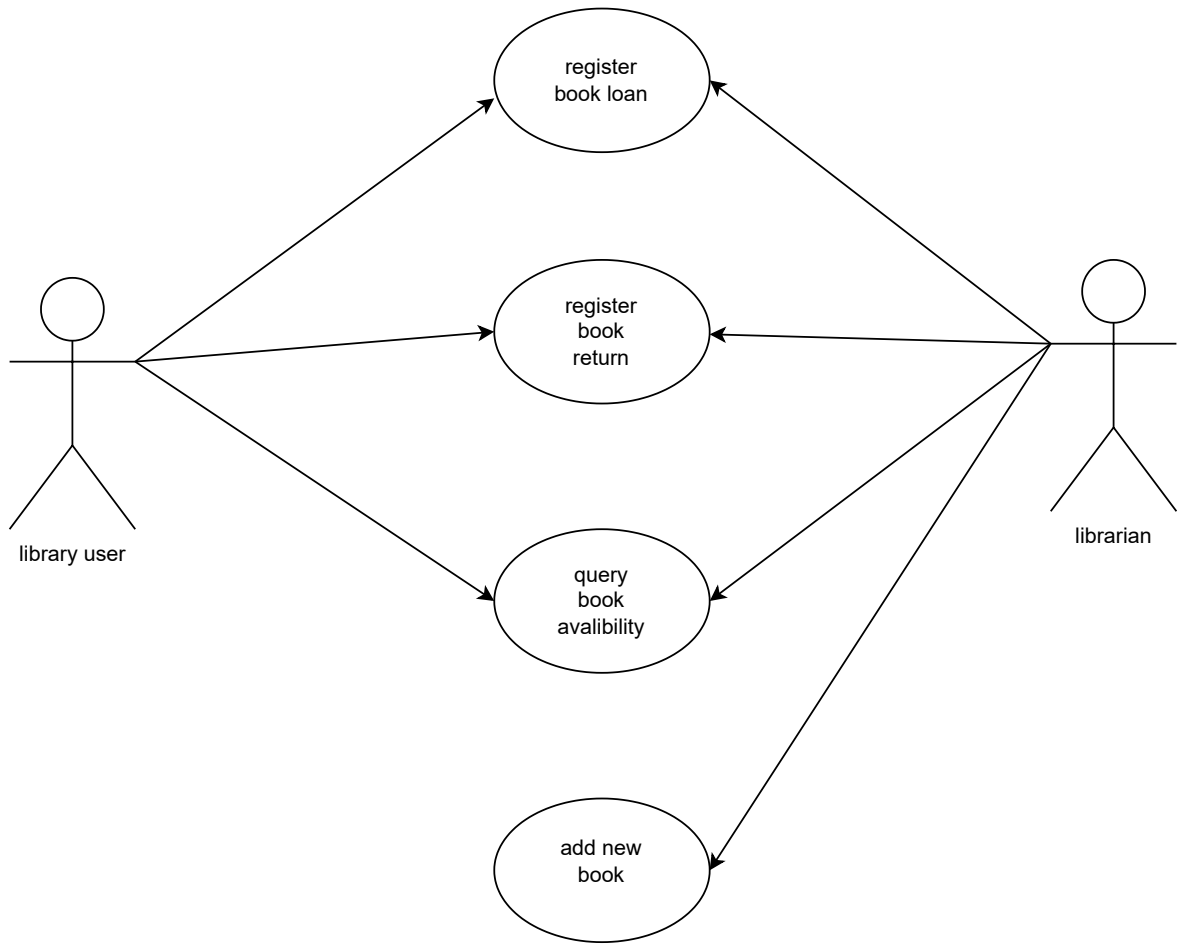 register
book loan
register
book
return
library user
librarian
query
book
avalibility
add new
book